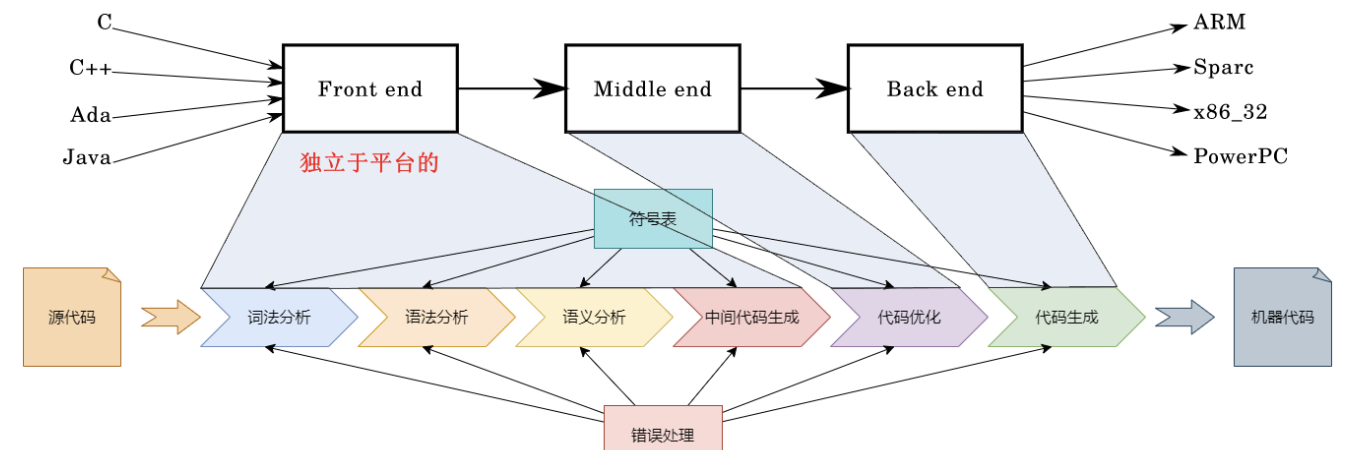 C
C++
Ada
Java
Front end
Middle end
Back end
ARM
Sparc
x86_32
PowerPC
独立于平台的
符号表
源代码
词法分析
语法分析
语义分析
中间代码生成
代码优化
代码生成
机器代码
错误处理